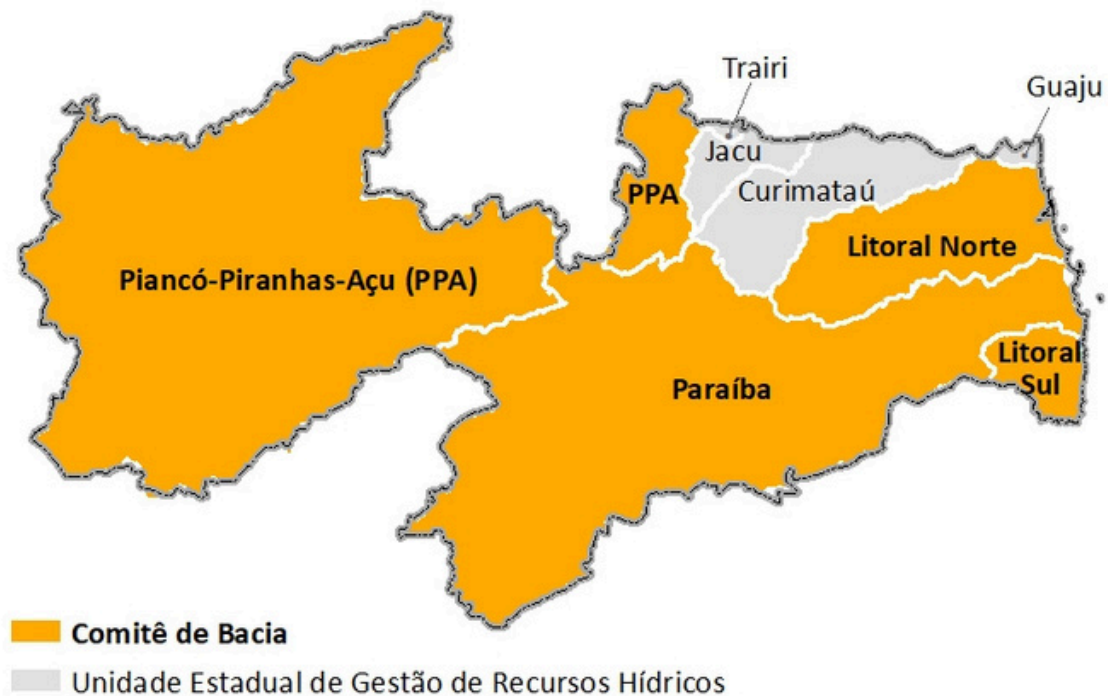 Trairi
Guaju
Jacu
Curimataú
PPA
Litoral Norte
Piancó-Piranhas-Açu (PPA)
Litoral
Sul
Paraíba
Comitê de Bacia
Unidade Estadual de Gestão de Recursos Hídricos